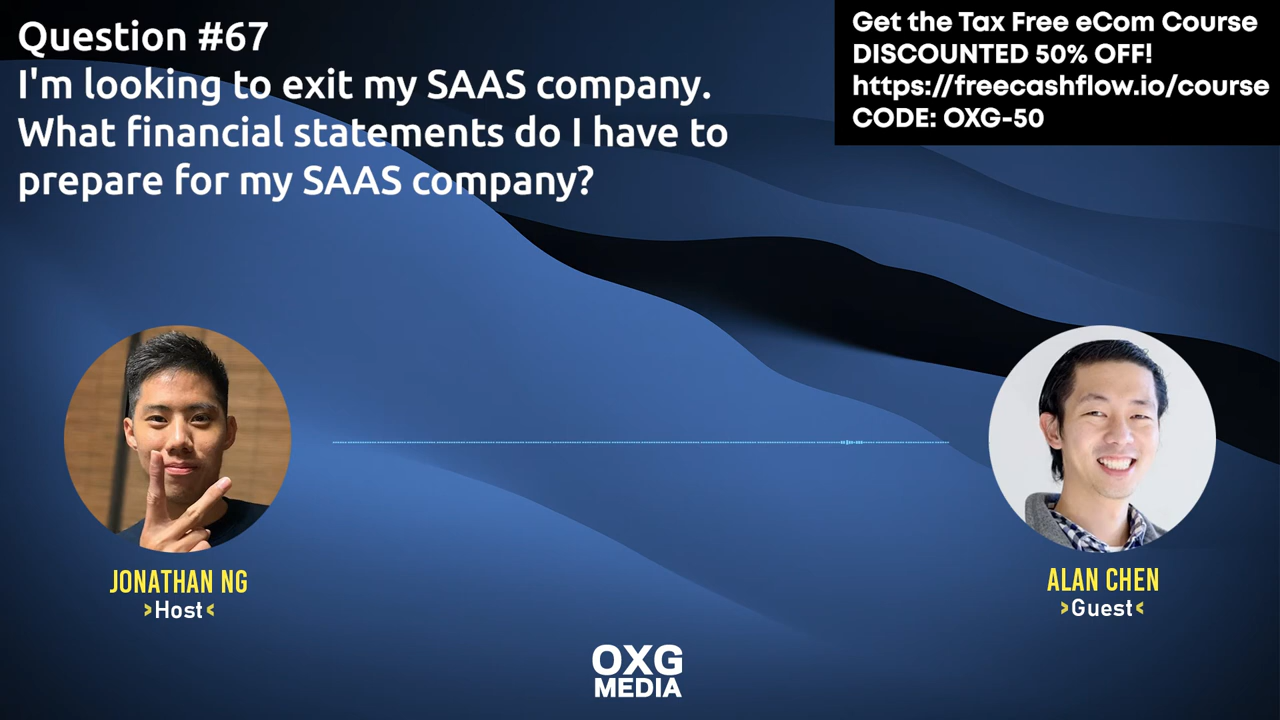 Question #67
I'm looking to exit my SAAS company.
What financial statements do I have to
prepare for my SAAS company?
Get the Tax Free eCom Course
DISCOUNTED 50% OFF!
https://freecashflow.io/course
CODE: OXG-50
JONATHAN NG
>Host<
ALAN CHEN
>Guest<
OXG
MEDIA